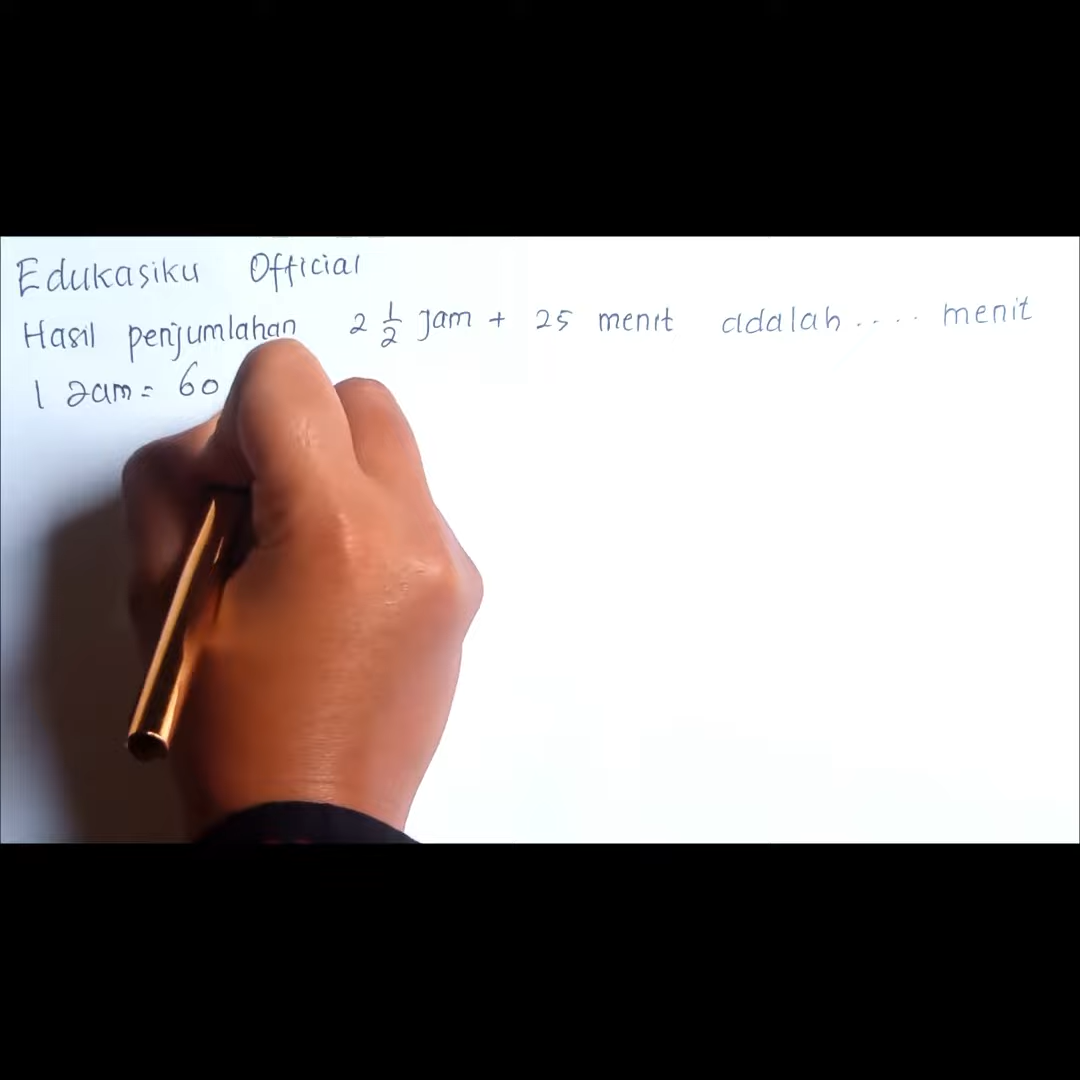 Edukasiku Official
Hasil penjumlahan 2 1/2 jam + 25 menit adalah .... menit
1 Jam = 60